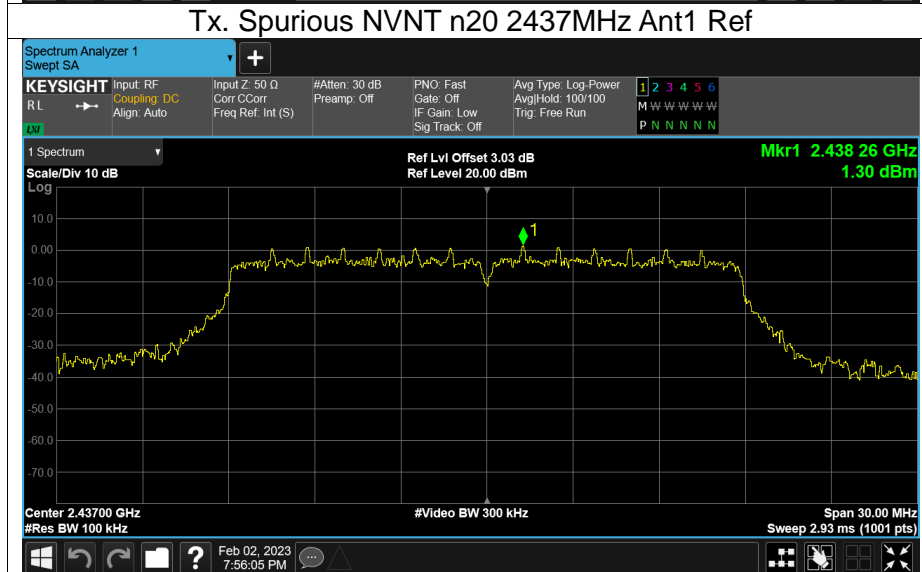 Tx. Spurious NVNT n20 2437MHz Ant1 Ref
Spectrum Analyzer 1
Swept SA
+
KEYSIGHT Input: RF Input Z: 50 Ω #Atten: 30 dB PNO: Fast Avg Type: Log-Power 1 2 3 4 5 6
R L Coupling: DC Corr CCorr Preamp: Off Gate: Off Avg|Hold: 100/100 M W W W W W
Align: Auto Freq Ref: Int (S) IF Gain: Low Trig: Free Run
LXI Sig Track: Off P N N N N N
1 Spectrum Ref Lvl Offset 3.03 dB Mkr1 2.438 26 GHz
Scale/Div 10 dB Ref Level 20.00 dBm 1.30 dBm
Log
10.0
1
0.00
-10.0
-20.0
-30.0
-40.0
-50.0
-60.0
-70.0
Center 2.43700 GHz #Video BW 300 kHz Span 30.00 MHz
#Res BW 100 kHz Sweep 2.93 ms (1001 pts)
? Feb 02, 2023
7:56:05 PM